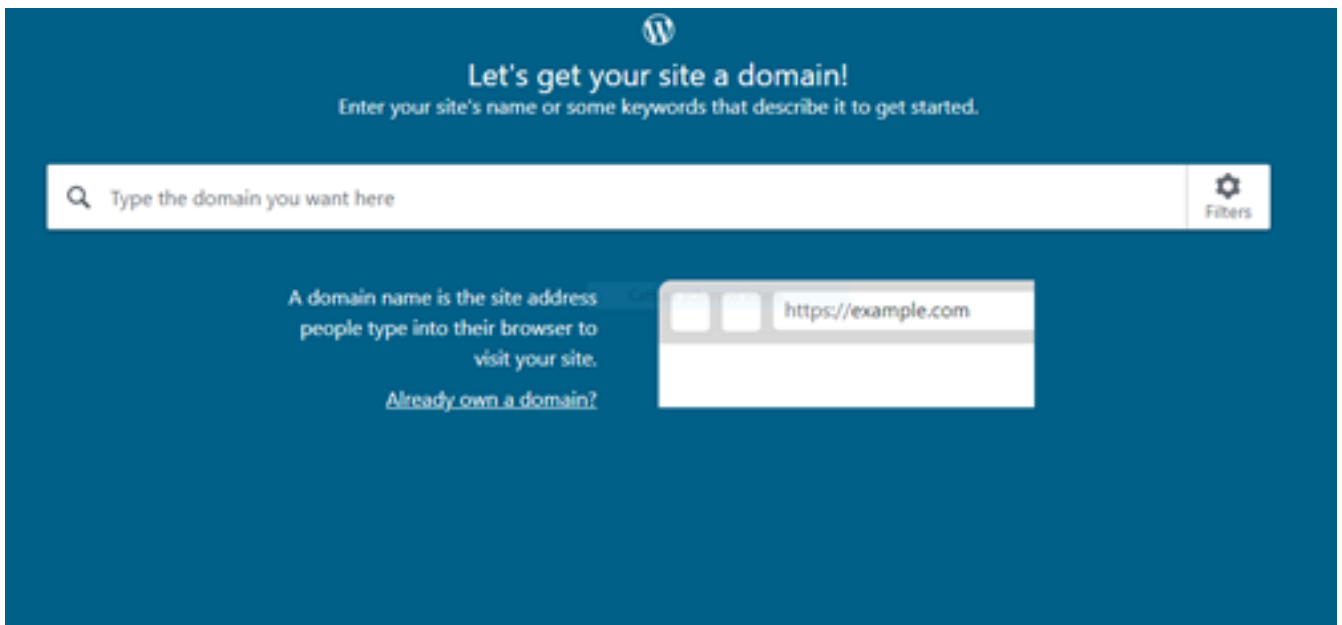 Let's get your site a domain!
Enter your site's name or some keywords that describe it to get started.
Type the domain you want here
Filters
A domain name is the site address
people type into their browser to
visit your site.
Already own a domain?
https://example.com